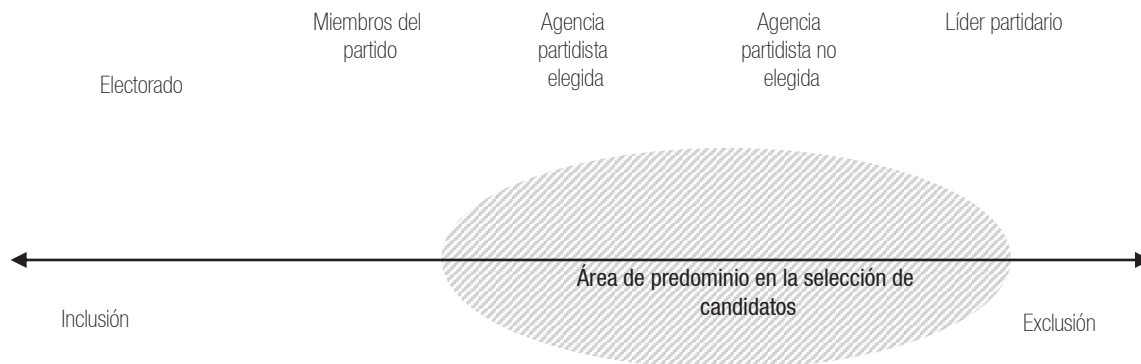 Miembros del
partido
Agencia
partidista
elegida
Agencia
partidista no
elegida
Líder partidario
Electorado
Área de predominio en la selección de
candidatos
Inclusión
Exclusión